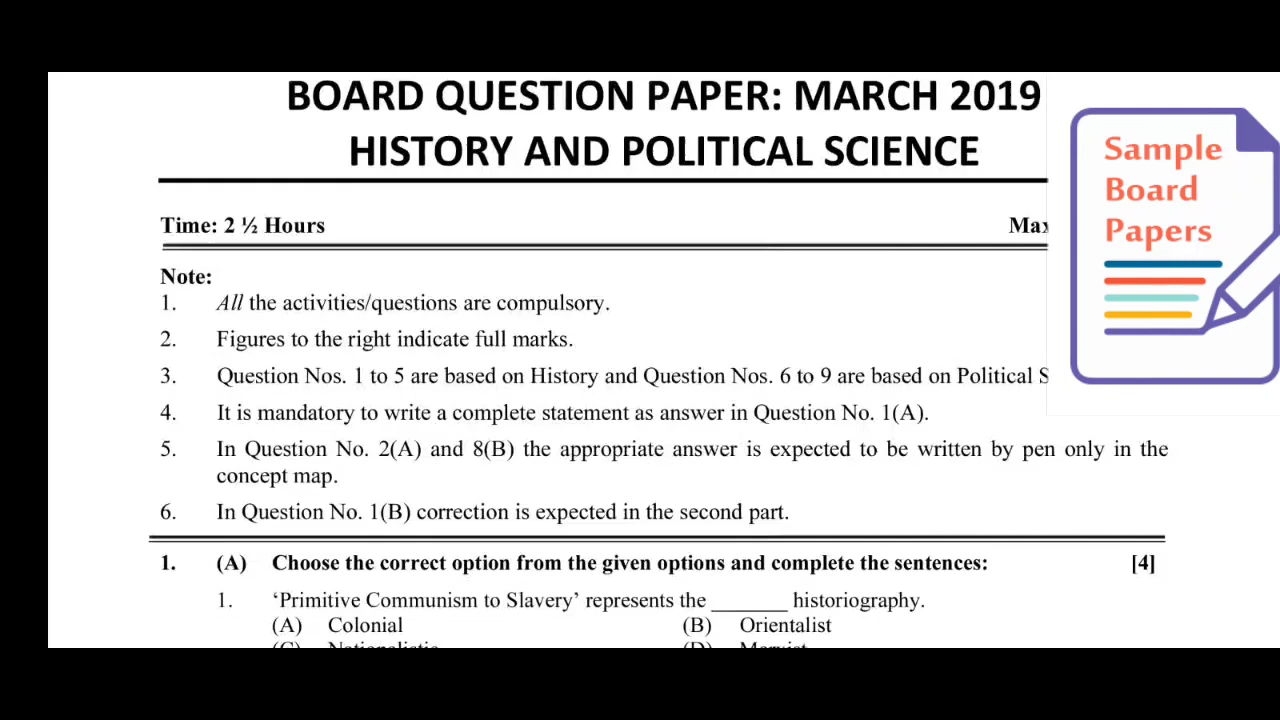 BOARD QUESTION PAPER: MARCH 2019
HISTORY AND POLITICAL SCIENCE
Sample
Board
Papers
Time: 2 ½ Hours
Note:
1. All the activities/questions are compulsory.
2. Figures to the right indicate full marks.
3. Question Nos. 1 to 5 are based on History and Question Nos. 6 to 9 are based on Political
4. It is mandatory to write a complete statement as answer in Question No. 1(A).
5. In Question No. 2(A) and 8(B) the appropriate answer is expected to be written by pen only in the
concept map.
6. In Question No. 1(B) correction is expected in the second part.
1. (A) Choose the correct option from the given options and complete the sentences: [4]
1. ‘Primitive Communism to Slavery’ represents the _______ historiography.
(A) Colonial (B) Orientalist